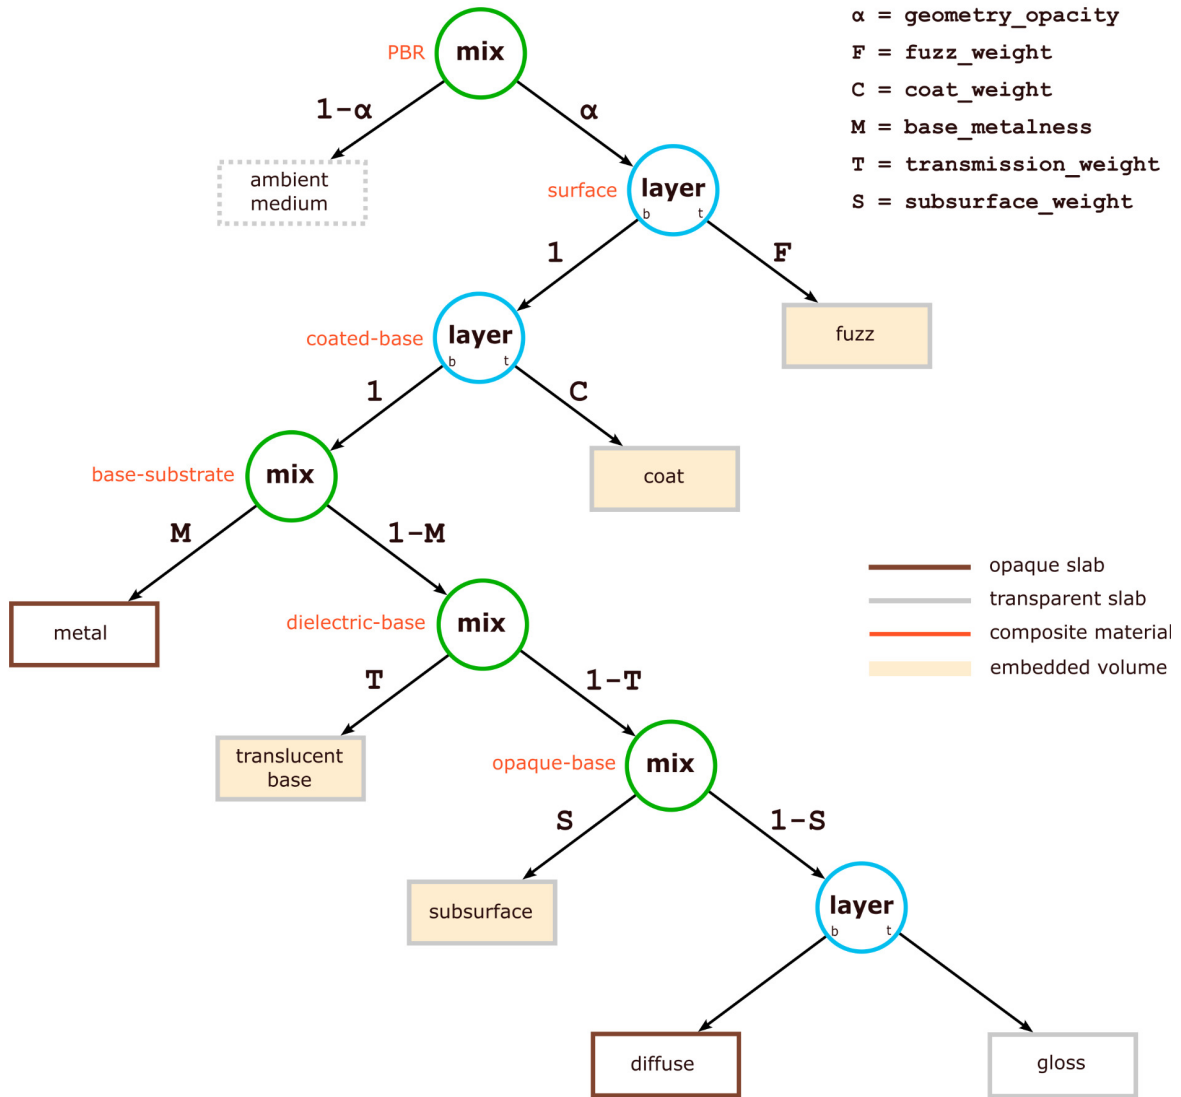 α = geometry_opacity
PBR
mix
F = fuzz_weight
C = coat_weight
1-α
α
M = base_metalness
T = transmission_weight
ambient
medium
surface
layer
b t
S = subsurface_weight
1
F
coated-base
layer
b t
fuzz
1
C
base-substrate
mix
coat
M
1-M
opaque slab
transparent slab
metal
dielectric-base
mix
composite material
embedded volume
T
1-T
translucent
base
opaque-base
mix
S
1-S
subsurface
layer
b t
diffuse
gloss